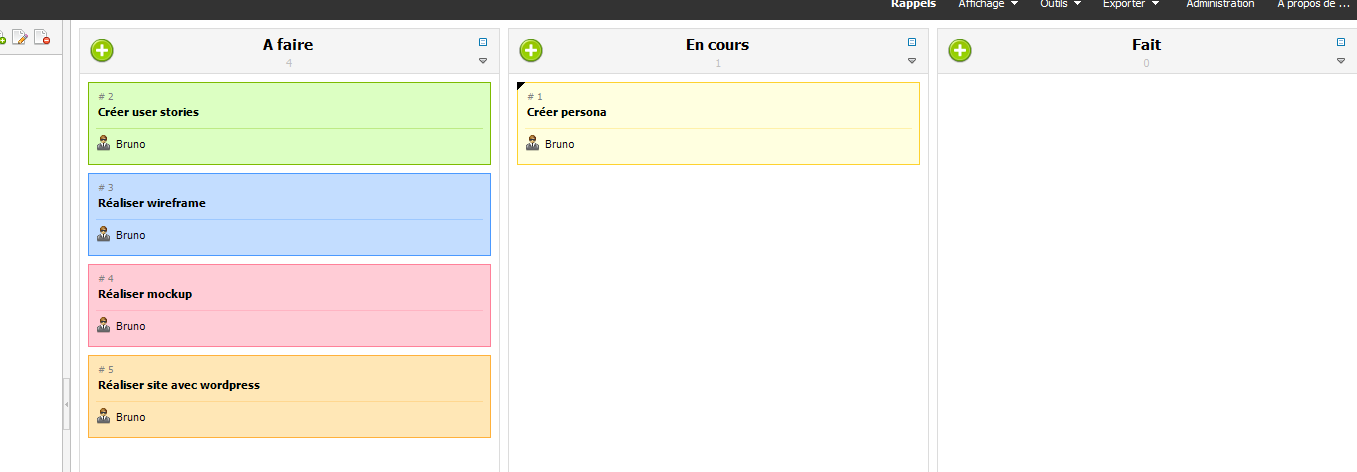 Rappels Affichage Outils Exporter Administration A propos de ...
A faire
4
# 2
Créer user stories
Bruno
# 3
Réaliser wireframe
Bruno
# 4
Réaliser mockup
Bruno
# 5
Réaliser site avec wordpress
Bruno
En cours
1
# 1
Créer persona
Bruno
Fait
0